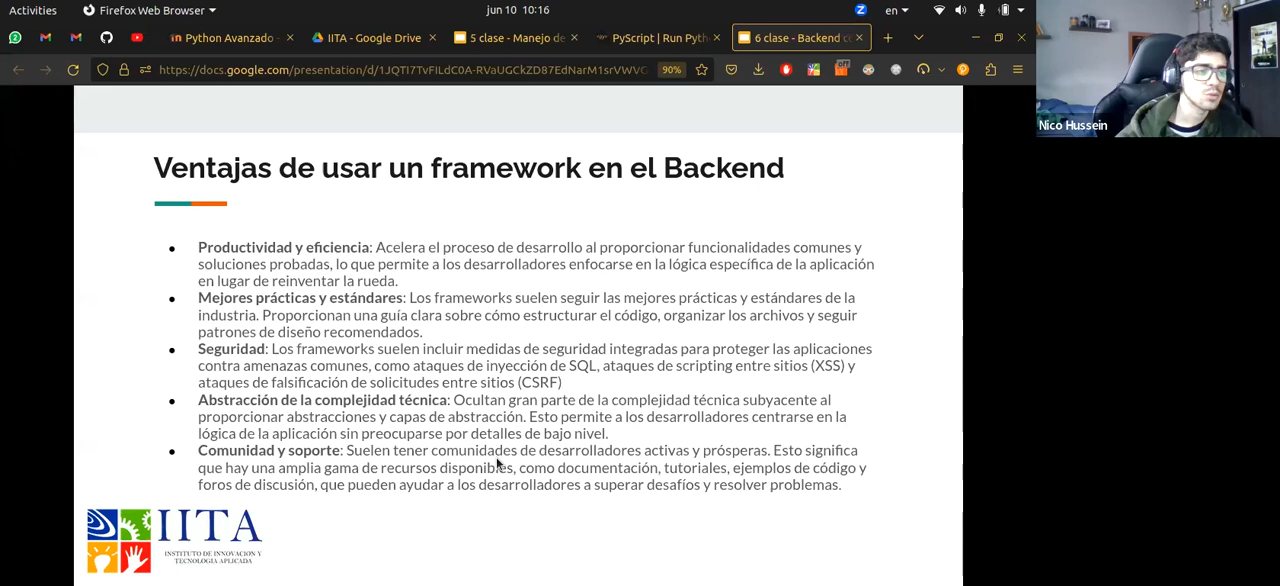 Activities
Firefox Web Browser
jun 10 10:16
en
Python Avanzado
IITA - Google Drive
5 clase - Manejo de
PyScript | Run Pyth
6 clase - Backend c
https://docs.google.com/presentation/d/
90%
off
Nico Hussein
Ventajas de usar un framework en el Backend
● Productividad y eficiencia: Acelera el proceso de desarrollo al proporcionar funcionalidades comunes y
soluciones probadas, lo que permite a los desarrolladores enfocarse en la lógica específica de la aplicación
en lugar de reinventar la rueda.
● Mejores prácticas y estándares: Los frameworks suelen seguir las mejores prácticas y estándares de la
industria. Proporcionan una guía clara sobre cómo estructurar el código, organizar los archivos y seguir
patrones de diseño recomendados.
● Seguridad: Los frameworks suelen incluir medidas de seguridad integradas para proteger las aplicaciones
contra amenazas comunes, como ataques de inyección de SQL, ataques de scripting entre sitios (XSS) y
ataques de falsificación de solicitudes entre sitios (CSRF)
● Abstracción de la complejidad técnica: Ocultan gran parte de la complejidad técnica subyacente al
proporcionar abstracciones y capas de abstracción. Esto permite a los desarrolladores centrarse en la
lógica de la aplicación sin preocuparse por detalles de bajo nivel.
● Comunidad y soporte: Suelen tener comunidades de desarrolladores activas y prósperas. Esto significa
que hay una amplia gama de recursos disponibles, como documentación, tutoriales, ejemplos de código y
foros de discusión, que pueden ayudar a los desarrolladores a superar desafíos y resolver problemas.
IITA
INSTITUTO DE INNOVACION Y
TECNOLOGIA APLICADA